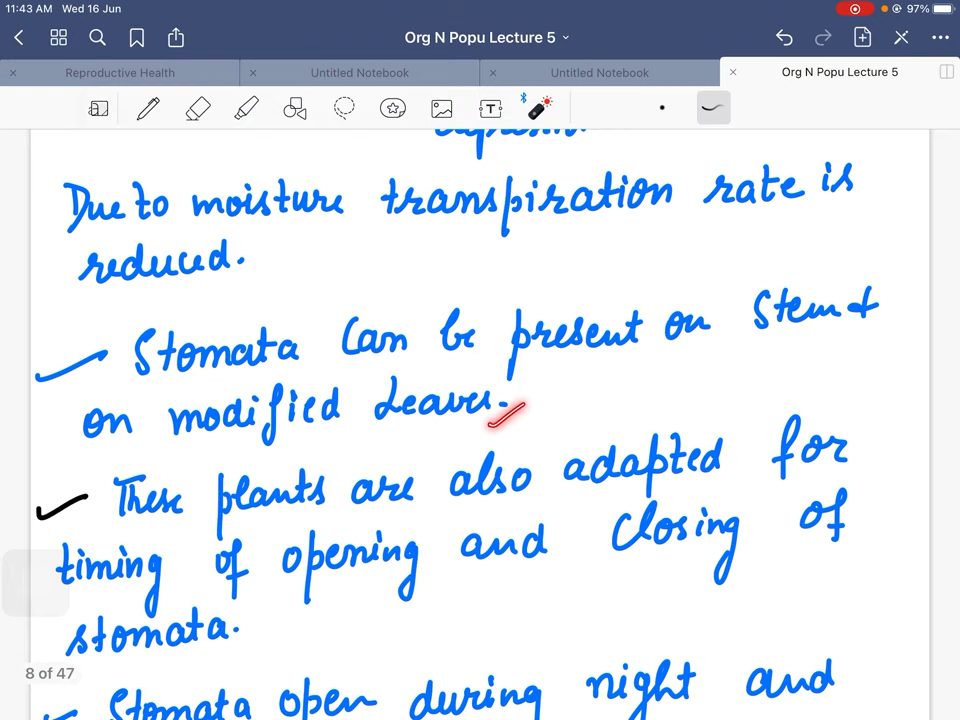 11:43 AM Wed 16 Jun
97%
Org N Popu Lecture 5
Reproductive Health
Untitled Notebook
Untitled Notebook
Org N Popu Lecture 5
T
Due to moisture transpiration rate is
reduced.
Stomata can be present on stem &
on modified leaves.
These plants are also adapted for
timing of opening and closing of
stomata.
8 of 47
Stomata open during night and